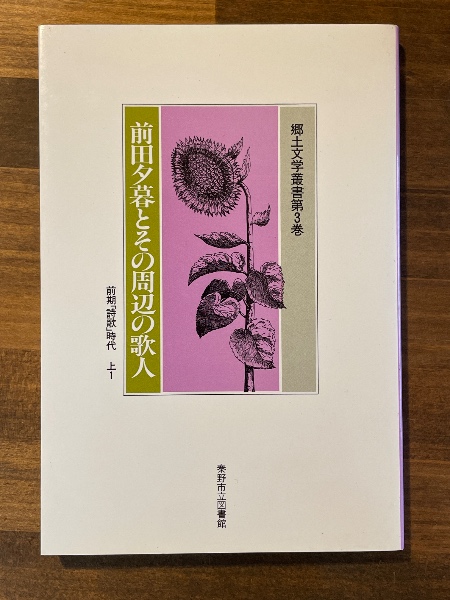 郷土文学叢書第3巻
前田夕暮とその周辺の歌人
前期「詩歌」時代 上－1
秦野市立図書館